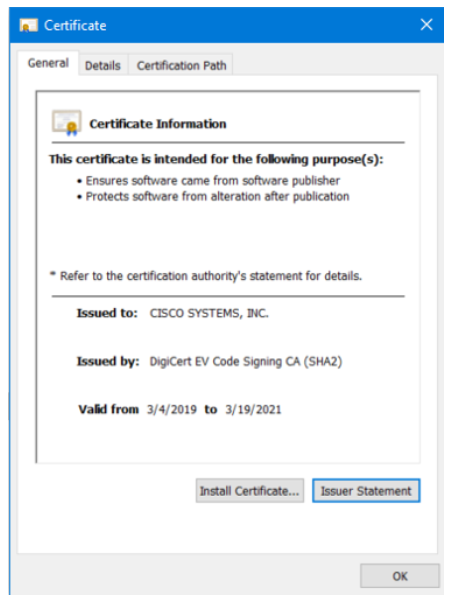 Certificate
General Details Certification Path
Certificate Information
This certificate is intended for the following purpose(s):
• Ensures software came from software publisher
• Protects software from alteration after publication
* Refer to the certification authority's statement for details.
Issued to: CISCO SYSTEMS, INC.
Issued by: DigiCert EV Code Signing CA (SHA2)
Valid from 3/4/2019 to 3/19/2021
Install Certificate... Issuer Statement
OK